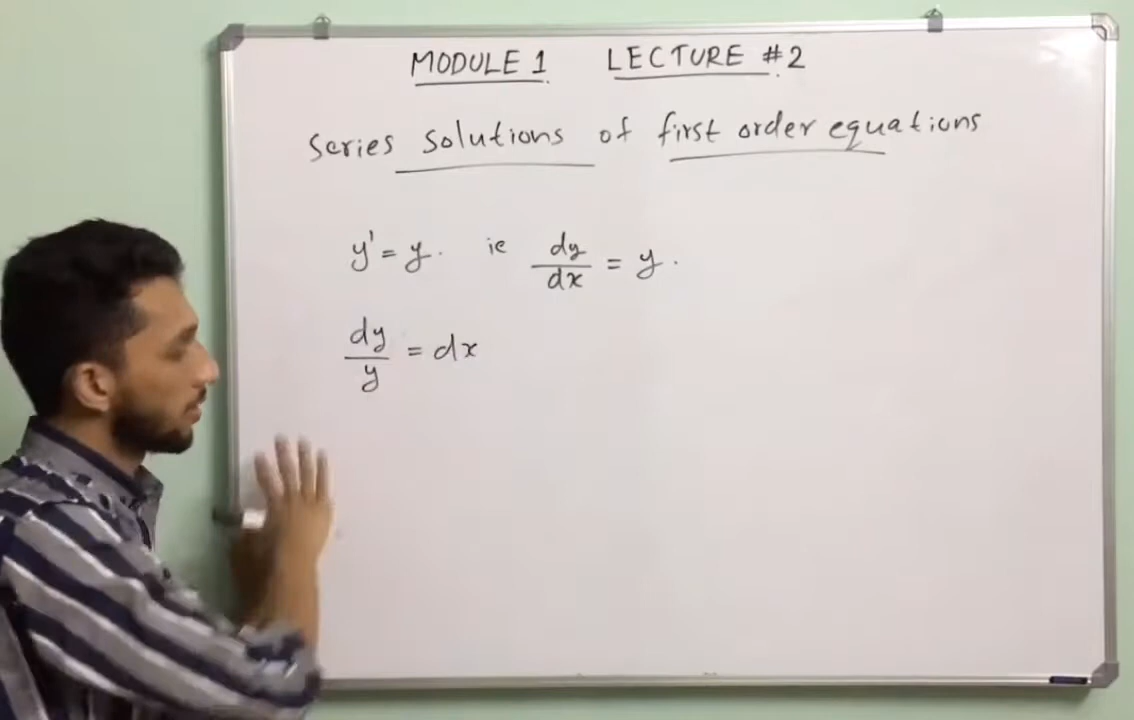 MODULE 1 LECTURE #2
Series solutions of first order equations
y' = y. ie dy/dx = y.
dy/y = dx